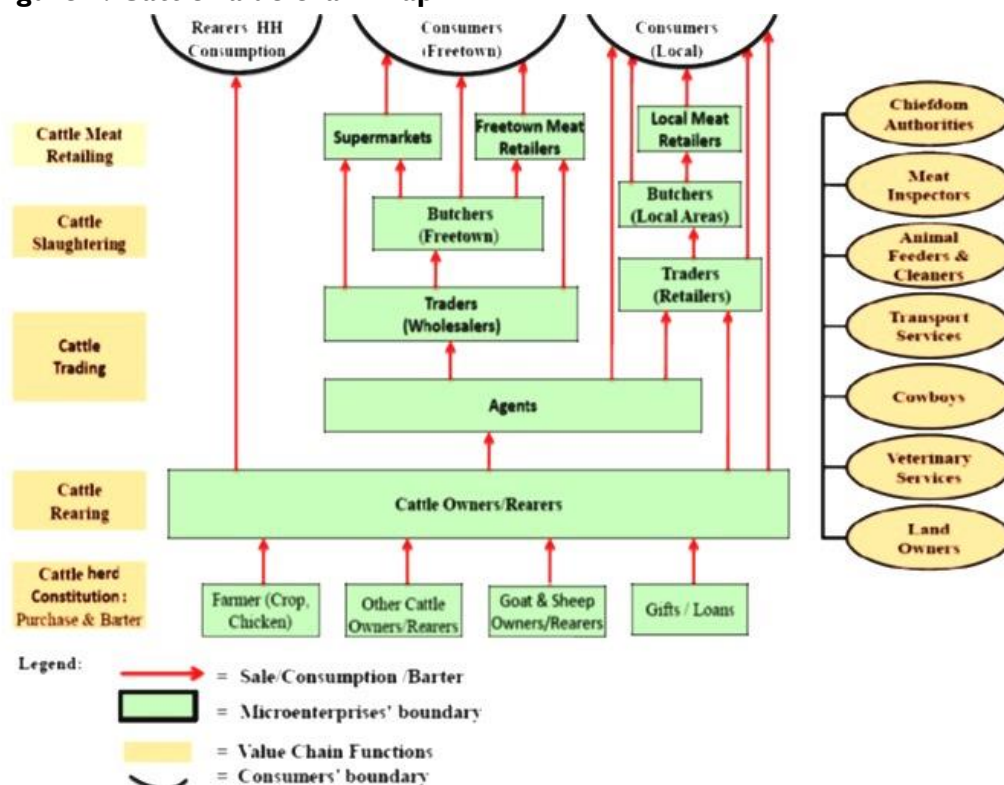 Rearers HH
Consumption
Consumers
(Freetown)
Consumers
(Local)
Cattle Meat
Retailing
Supermarkets
Freetown Meat
Retailers
Local Meat
Retailers
Chiefdom
Authorities
Meat
Inspectors
Cattle
Slaughtering
Butchers
(Freetown)
Butchers
(Local Areas)
Animal
Feeders &
Cleaners
Traders
(Wholesalers)
Traders
(Retailers)
Transport
Services
Cattle
Trading
Agents
Cowboys
Cattle
Rearing
Cattle Owners/Rearers
Veterinary
Services
Land
Owners
Cattle herd
Constitution:
Purchase & Barter
Farmer (Crop,
Chicken)
Other Cattle
Owners/Rearers
Goat & Sheep
Owners/Rearers
Gifts / Loans
Legend:
= Sale/Consumption /Barter
= Microenterprises' boundary
= Value Chain Functions
= Consumers' boundary